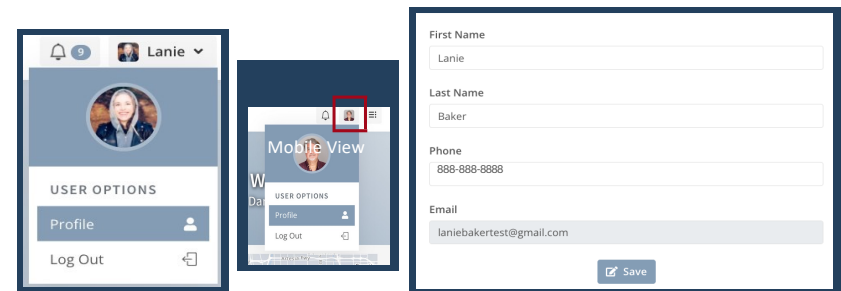 9 Lanie
USER OPTIONS
Profile
Log Out
Mobile View
W
Da
USER OPTIONS
Profile
Log Out
First Name
Lanie
Last Name
Baker
Phone
888-888-8888
Email
laniebakertest@gmail.com
Save